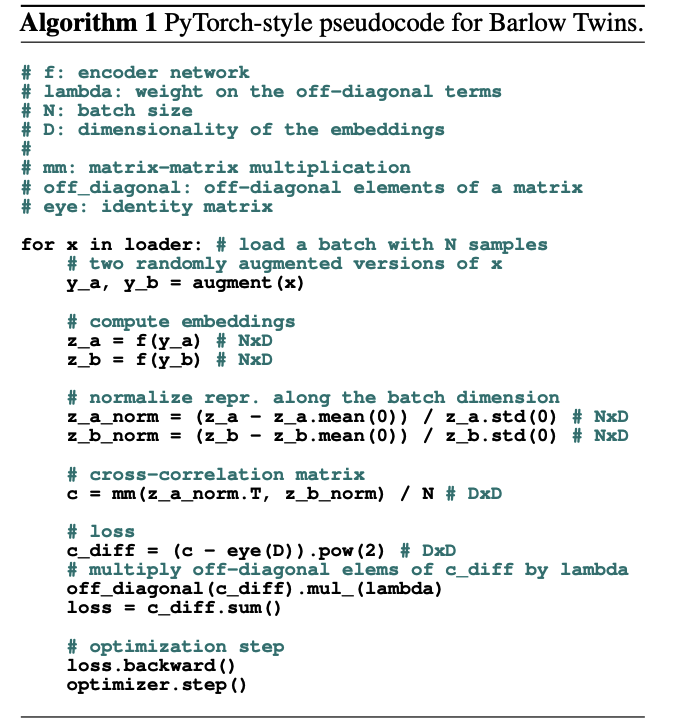 Algorithm 1 PyTorch-style pseudocode for Barlow Twins.
# f: encoder network
# lambda: weight on the off-diagonal terms
# N: batch size
# D: dimensionality of the embeddings
#
# mm: matrix-matrix multiplication
# off_diagonal: off-diagonal elements of a matrix
# eye: identity matrix
for x in loader: # load a batch with N samples
# two randomly augmented versions of x
y_a, y_b = augment(x)
# compute embeddings
z_a = f(y_a) # NxD
z_b = f(y_b) # NxD
# normalize repr. along the batch dimension
z_a_norm = (z_a - z_a.mean(0)) / z_a.std(0) # NxD
z_b_norm = (z_b - z_b.mean(0)) / z_b.std(0) # NxD
# cross-correlation matrix
c = mm(z_a_norm.T, z_b_norm) / N # DxD
# loss
c_diff = (c - eye(D)).pow(2) # DxD
# multiply off-diagonal elems of c_diff by lambda
off_diagonal(c_diff).mul_(lambda)
loss = c_diff.sum()
# optimization step
loss.backward()
optimizer.step()